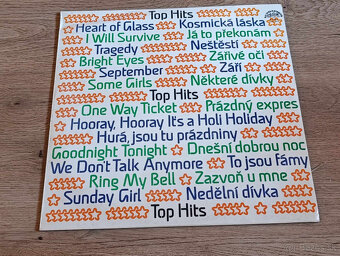 Top Hits
Heart of Glass Kosmická láska
I Will Survive Já to překonám
Tragedy Neštěstí
Bright Eyes Zářivé oči
September Září
Some Girls Některé dívky
Top Hits
One Way Ticket Prázdný expres
Hooray, Hooray It's a Holi Holiday
Hurá, jsou tu prázdniny
Goodnight Tonight Dnešní dobrou noc
We Don't Talk Anymore To jsou fámy
Ring My Bell Zazvoň u mne
Sunday Girl Nedělní dívka
Top Hits